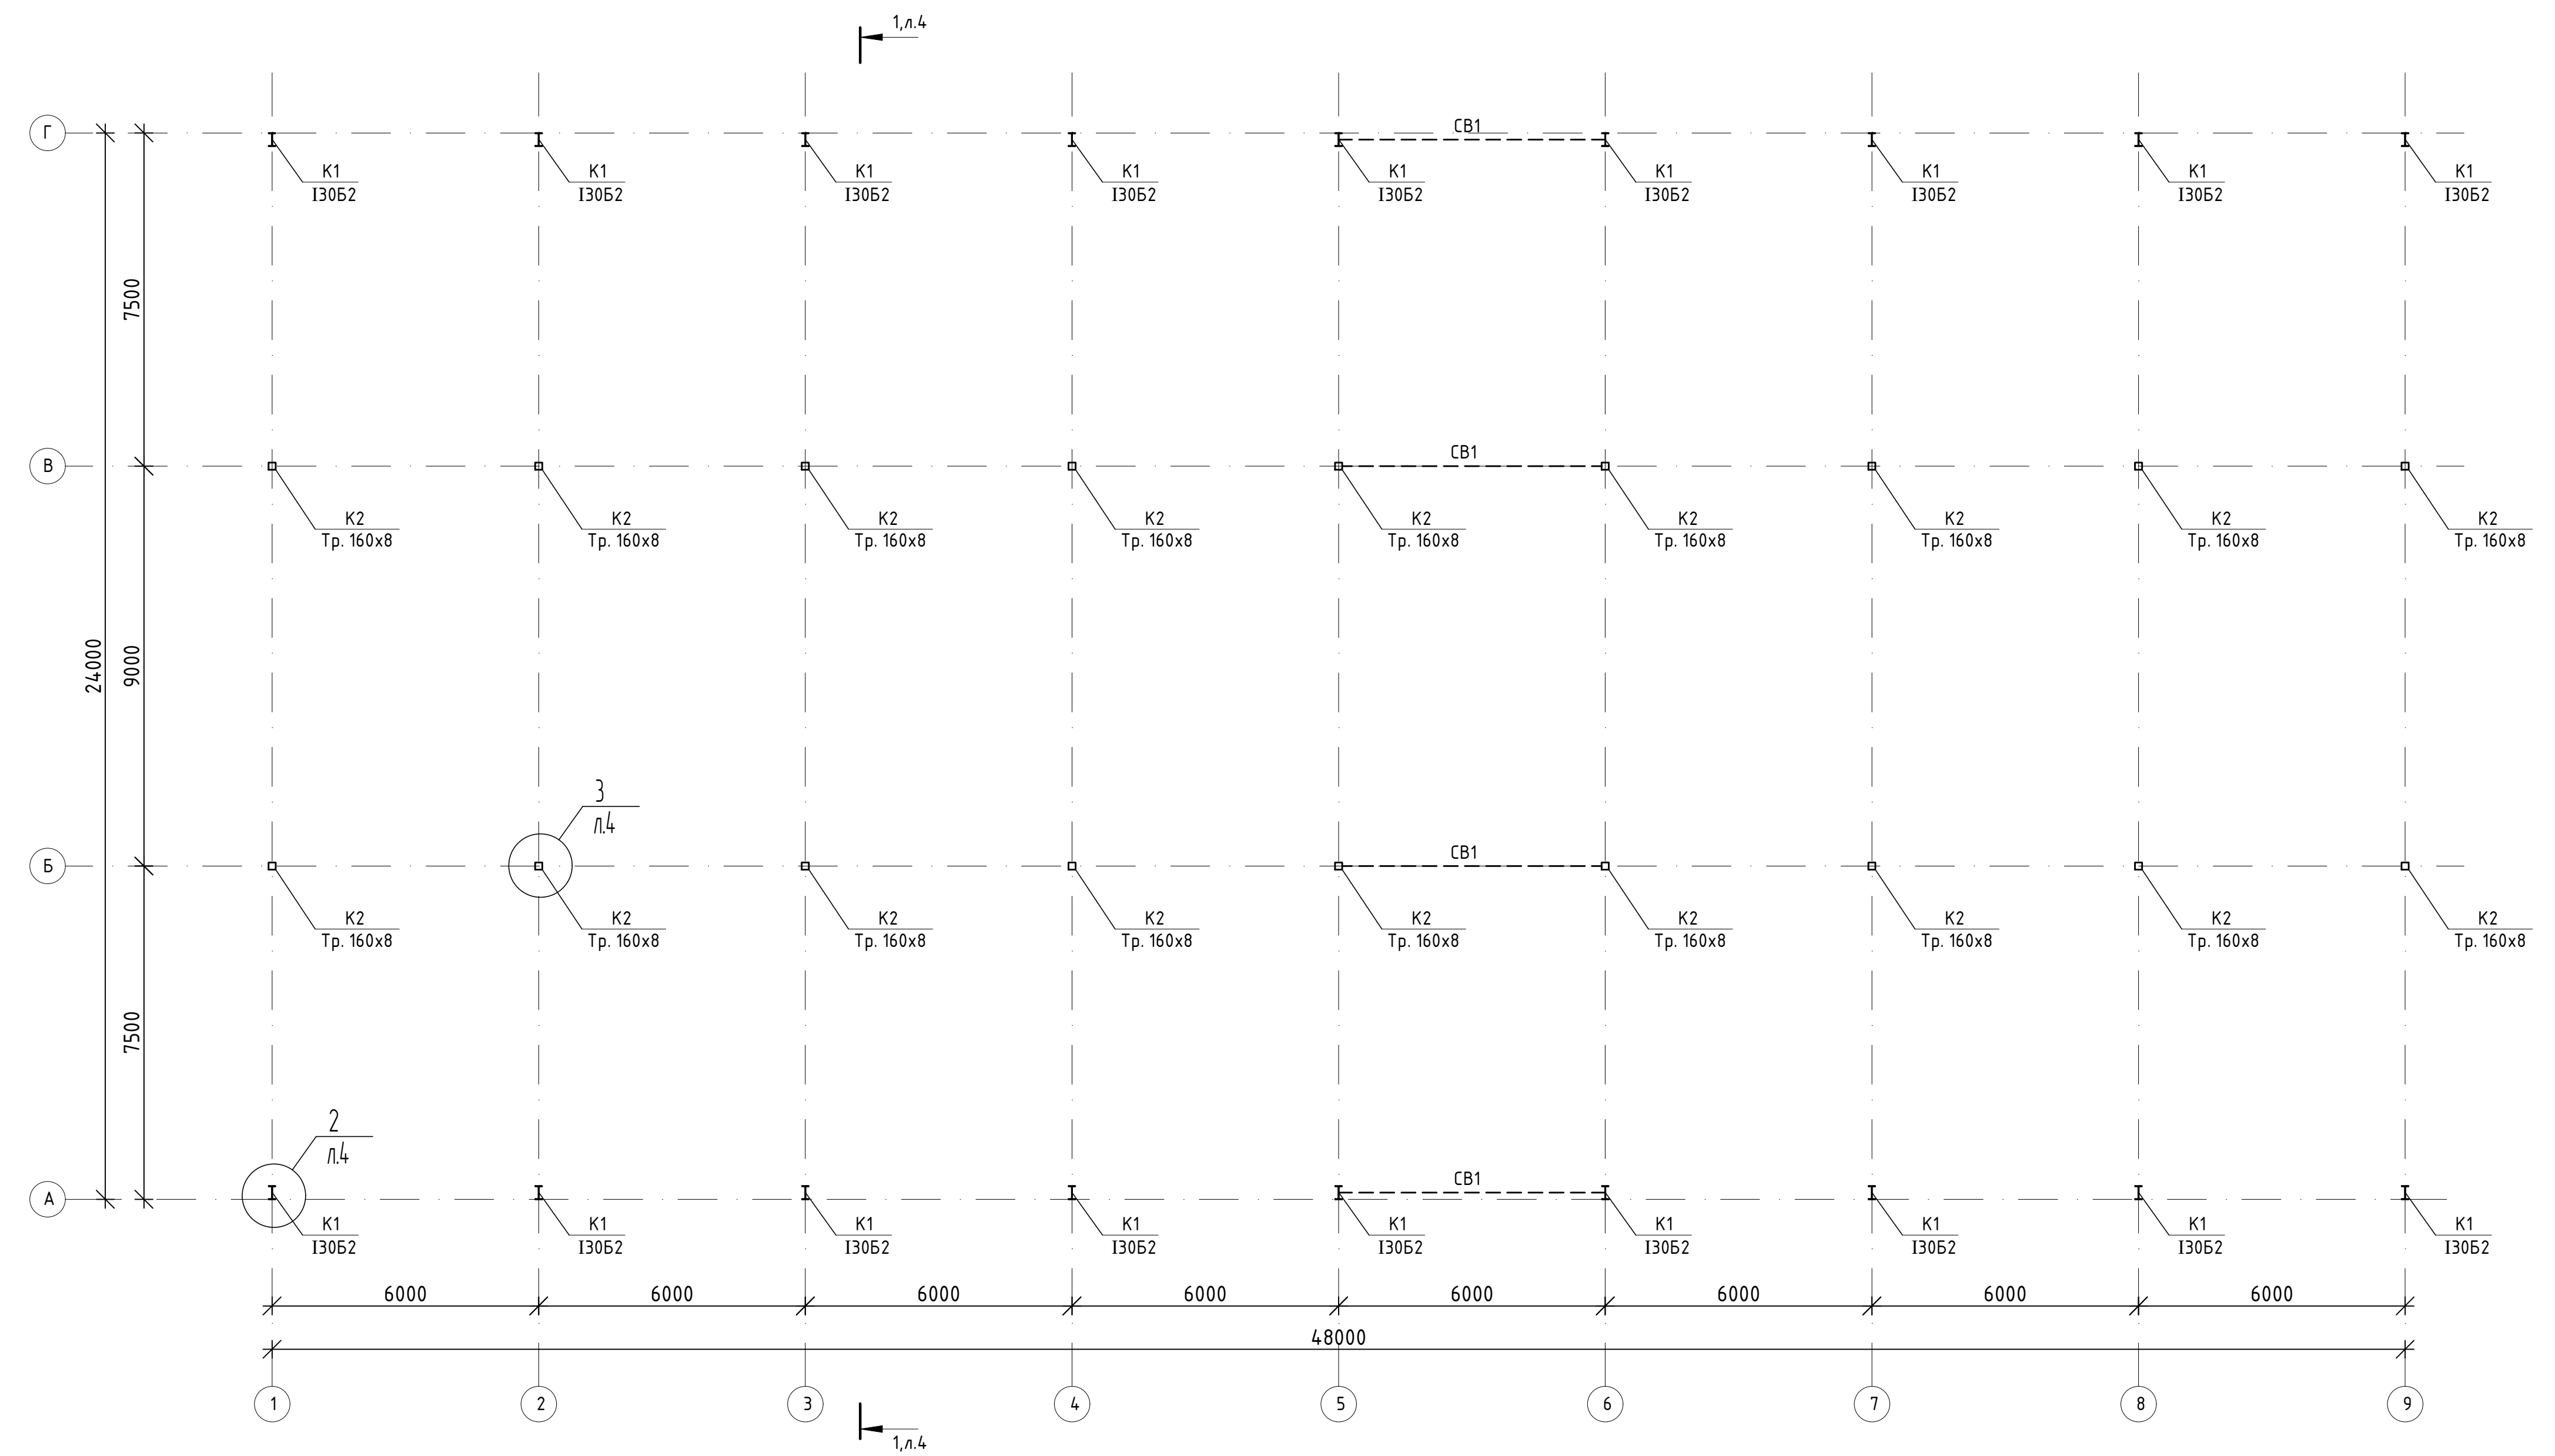 1,л.4
Г
СВ1
К1 К1 К1 К1 К1 К1 К1 К1 К1
I30Б2 I30Б2 I30Б2 I30Б2 I30Б2 I30Б2 I30Б2 I30Б2 I30Б2
7500
В
СВ1
К2 К2 К2 К2 К2 К2 К2 К2 К2
Тр. 160х8 Тр. 160х8 Тр. 160х8 Тр. 160х8 Тр. 160х8 Тр. 160х8 Тр. 160х8 Тр. 160х8 Тр. 160х8
24000
9000
3
Л.4
Б
СВ1
К2 К2 К2 К2 К2 К2 К2 К2 К2
Тр. 160х8 Тр. 160х8 Тр. 160х8 Тр. 160х8 Тр. 160х8 Тр. 160х8 Тр. 160х8 Тр. 160х8 Тр. 160х8
7500
2
Л.4
А
СВ1
К1 К1 К1 К1 К1 К1 К1 К1 К1
I30Б2 I30Б2 I30Б2 I30Б2 I30Б2 I30Б2 I30Б2 I30Б2 I30Б2
6000 6000 6000 6000 6000 6000 6000 6000
48000
1 2 3 4 5 6 7 8 9
1,л.4